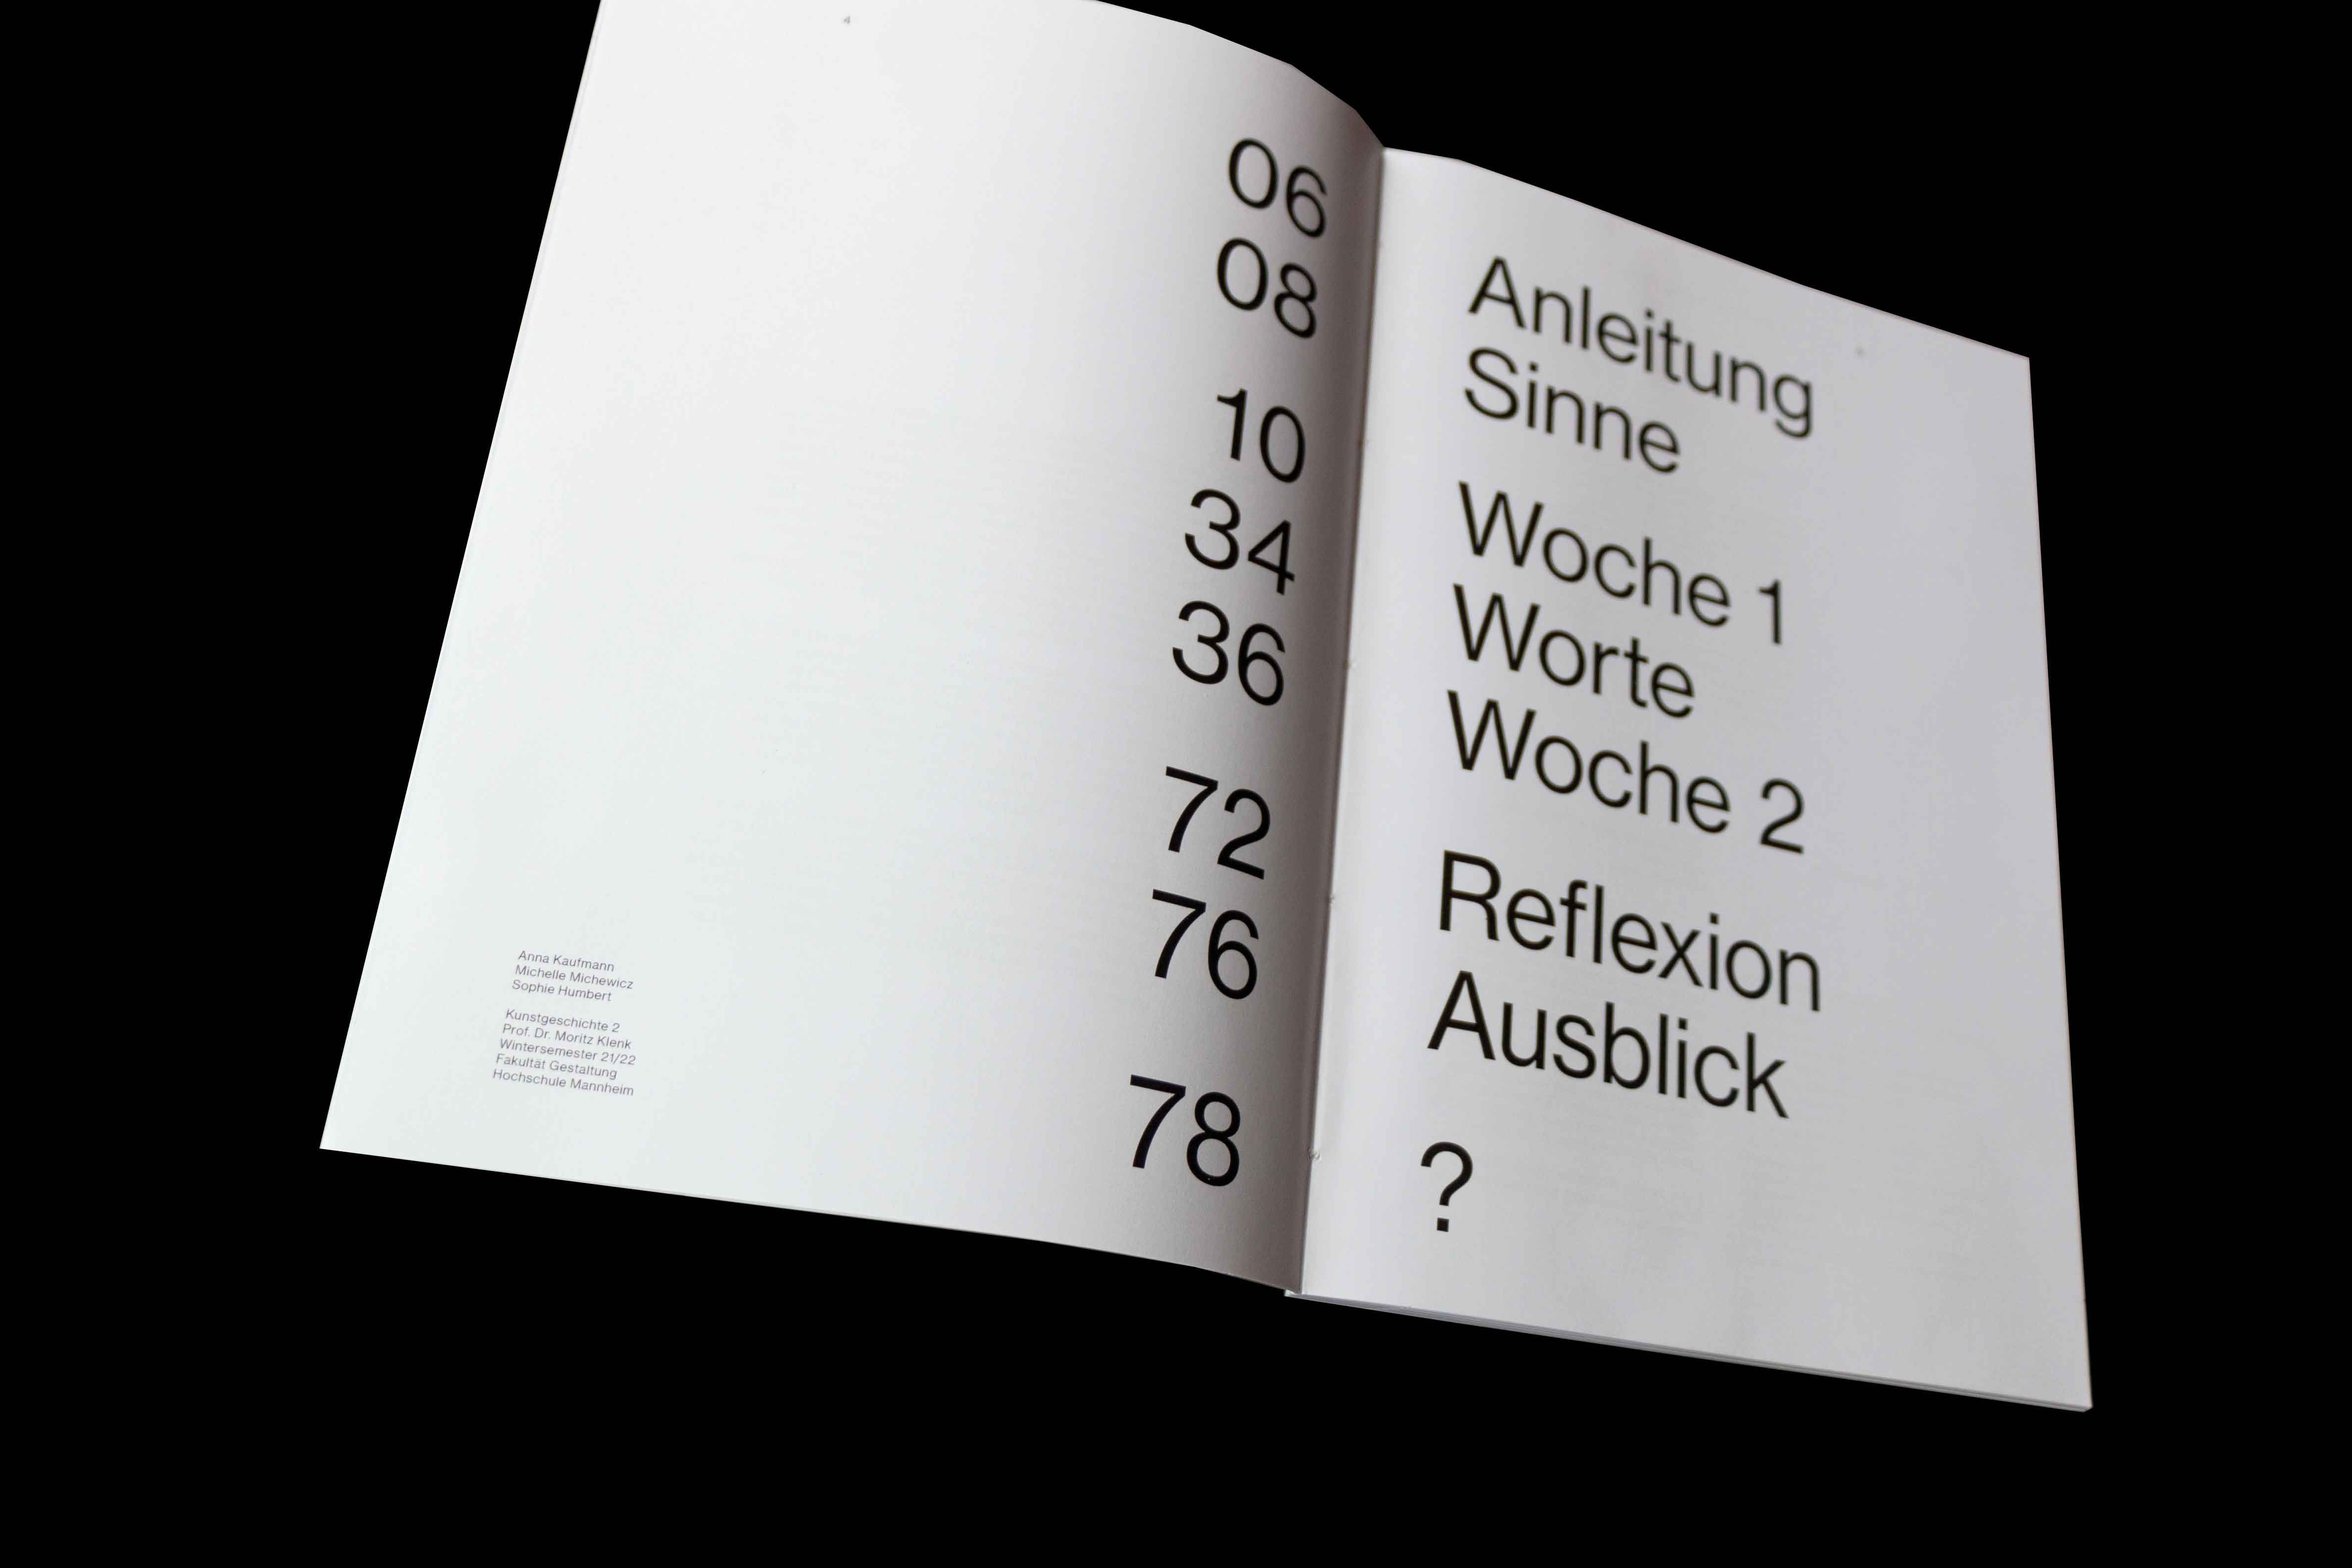 4
06
08
10
34
36
72
76
78
Anna Kaufmann
Michelle Michewicz
Sophie Humbert
Kunstgeschichte 2
Prof. Dr. Moritz Klenk
Wintersemester 21/22
Fakultät Gestaltung
Hochschule Mannheim
Anleitung
Sinne
Woche 1
Worte
Woche 2
Reflexion
Ausblick
?